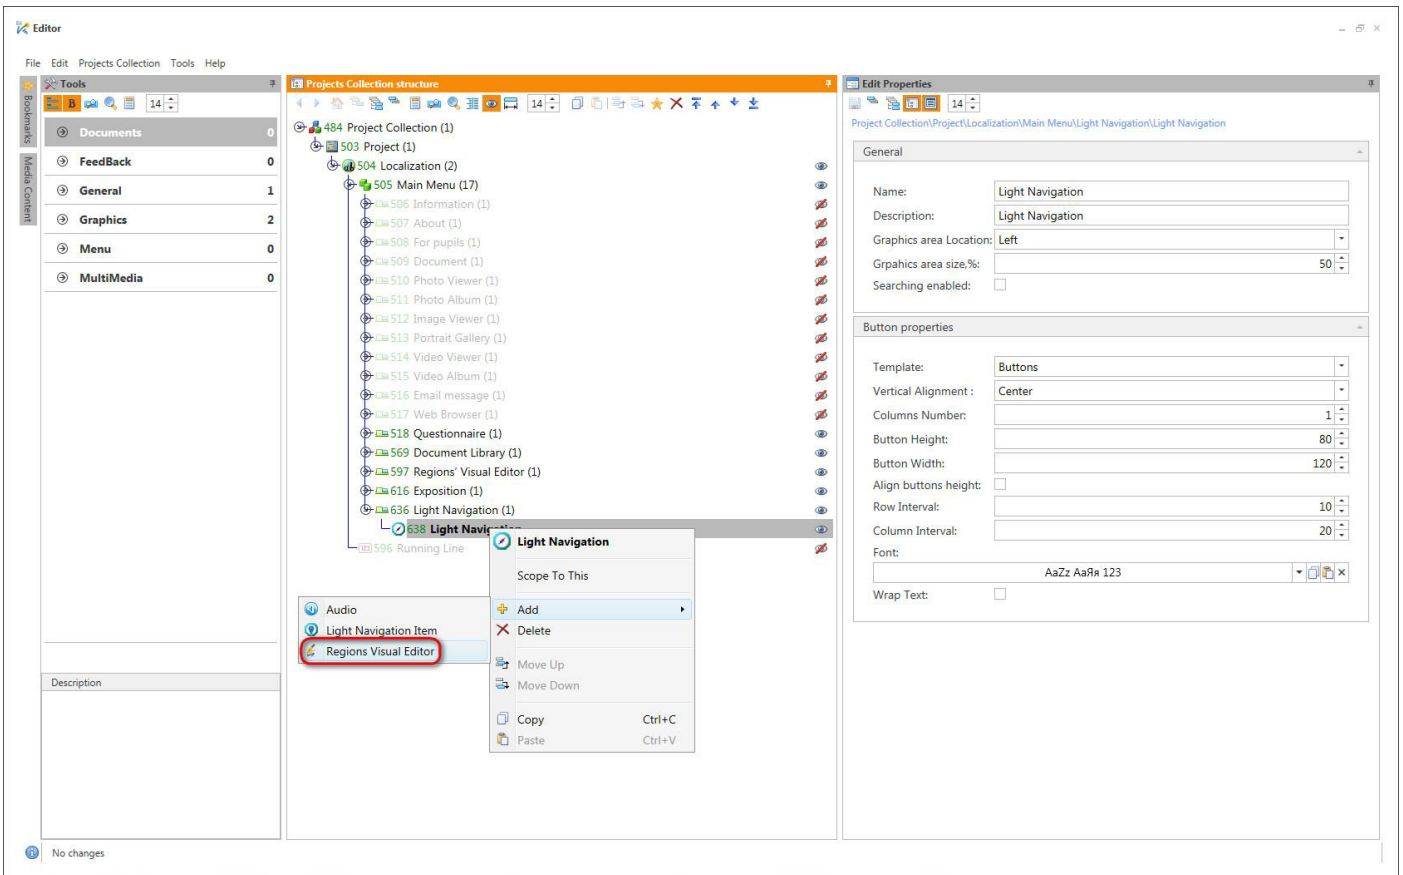 Editor
File Edit Projects Collection Tools Help
Bookmarks
Media Content
Tools
B 14
Documents 0
FeedBack 0
General 1
Graphics 2
Menu 0
MultiMedia 0
Description
No changes
Projects Collection structure
14
484 Project Collection (1)
503 Project (1)
504 Localization (2)
505 Main Menu (17)
506 Information (1)
507 About (1)
508 For pupils (1)
509 Document (1)
510 Photo Viewer (1)
511 Photo Album (1)
512 Image Viewer (1)
513 Portrait Gallery (1)
514 Video Viewer (1)
515 Video Album (1)
516 Email message (1)
517 Web Browser (1)
518 Questionnaire (1)
569 Document Library (1)
597 Regions' Visual Editor (1)
616 Exposition (1)
636 Light Navigation (1)
638 Light Navigation
596 Running Line
Light Navigation
Scope To This
Add
Delete
Move Up
Move Down
Copy Ctrl+C
Paste Ctrl+V
Audio
Light Navigation Item
Regions Visual Editor
Edit Properties
14
Project Collection\Project\Localization\Main Menu\Light Navigation\Light Navigation
General
Name: Light Navigation
Description: Light Navigation
Graphics area Location: Left
Grpahics area size,%: 50
Searching enabled:
Button properties
Template: Buttons
Vertical Alignment : Center
Columns Number: 1
Button Height: 80
Button Width: 120
Align buttons height:
Row Interval: 10
Column Interval: 20
Font:
AaZz АаЯя 123
Wrap Text: